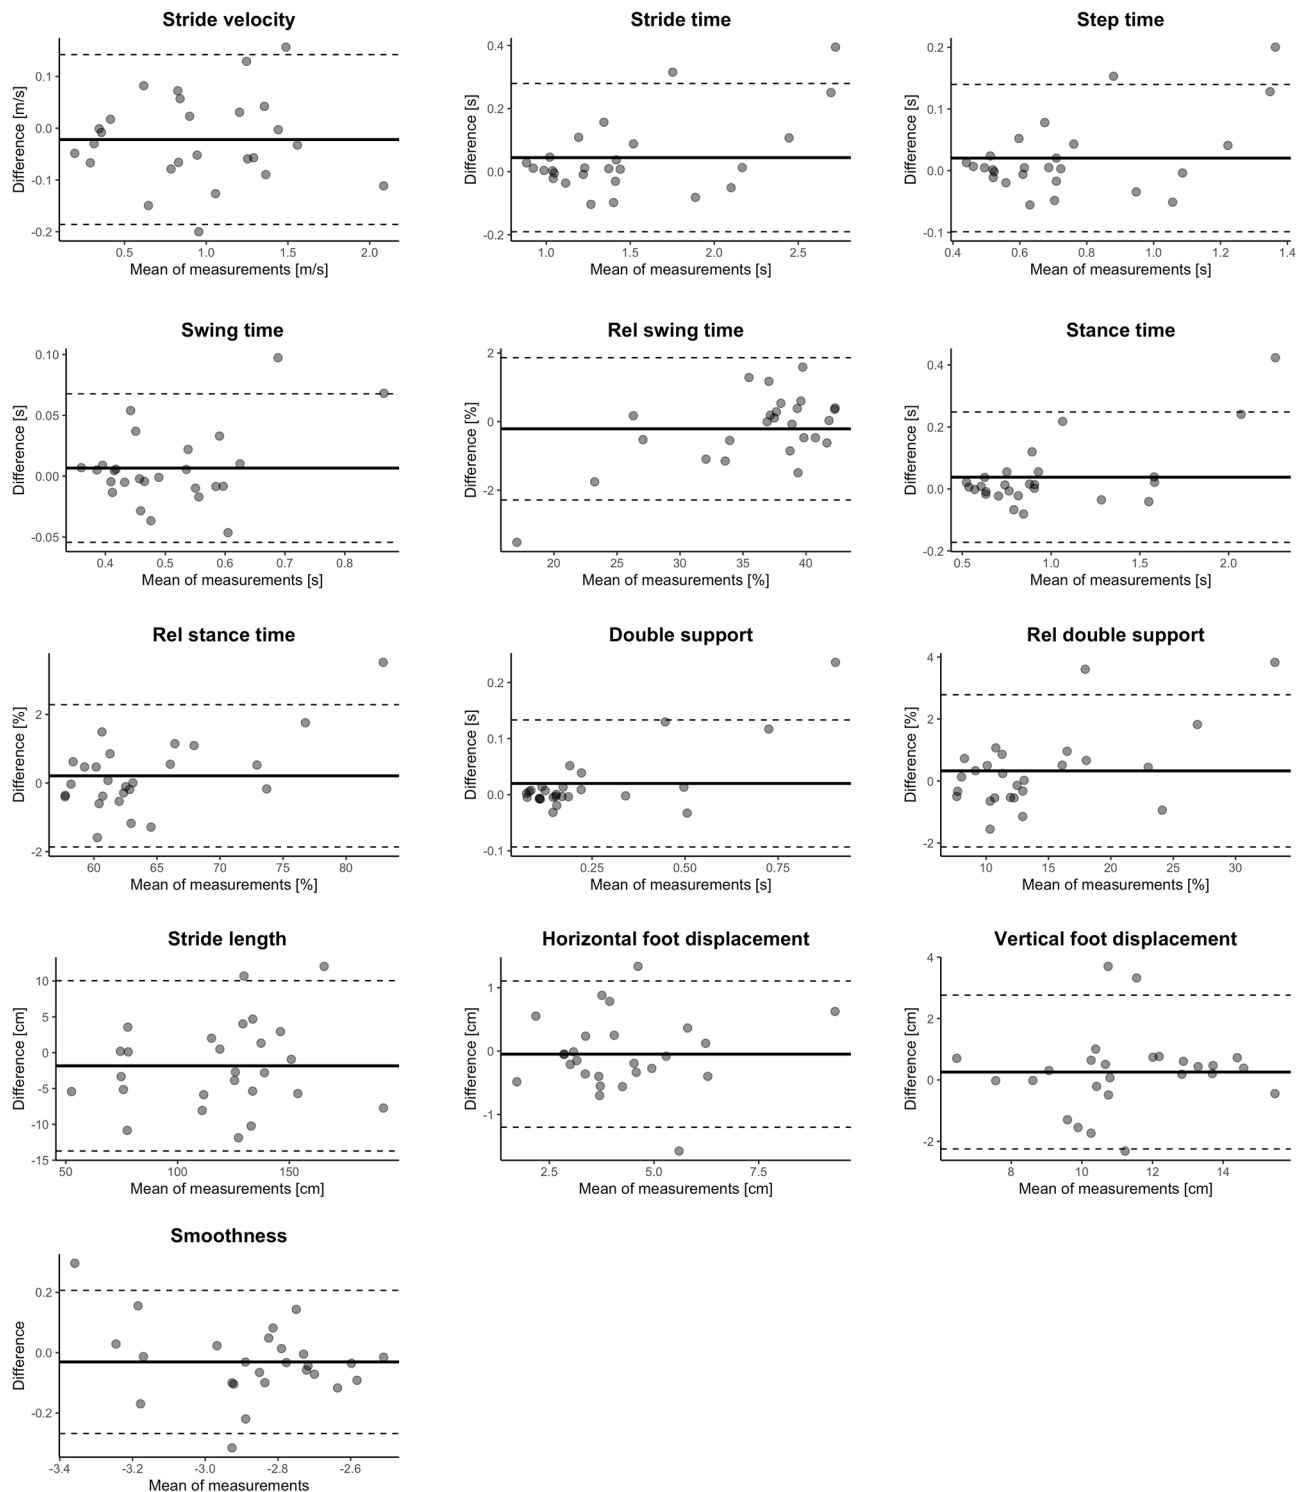 Stride velocity
Difference [m/s]
0.1
0.0
-0.1
-0.2
0.5 1.0 1.5 2.0
Mean of measurements [m/s]
Stride time
Difference [s]
0.4
0.2
0.0
-0.2
1.0 1.5 2.0 2.5
Mean of measurements [s]
Step time
Difference [s]
0.2
0.1
0.0
-0.1
0.4 0.6 0.8 1.0 1.2 1.4
Mean of measurements [s]
Swing time
Difference [s]
0.10
0.05
0.00
-0.05
0.4 0.5 0.6 0.7 0.8
Mean of measurements [s]
Rel swing time
Difference [%]
2
0
-2
20 25 30 35 40
Mean of measurements [%]
Stance time
Difference [s]
0.4
0.2
0.0
-0.2
0.5 1.0 1.5 2.0
Mean of measurements [s]
Rel stance time
Difference [%]
2
0
-2
60 65 70 75 80
Mean of measurements [%]
Double support
Difference [s]
0.2
0.1
0.0
-0.1
0.25 0.50 0.75
Mean of measurements [s]
Rel double support
Difference [%]
4
2
0
-2
10 15 20 25 30
Mean of measurements [%]
Stride length
Difference [cm]
10
5
0
-5
-10
-15
50 100 150
Mean of measurements [cm]
Horizontal foot displacement
Difference [cm]
1
0
-1
2.5 5.0 7.5
Mean of measurements [cm]
Vertical foot displacement
Difference [cm]
4
2
0
-2
8 10 12 14
Mean of measurements [cm]
Smoothness
Difference
0.2
0.0
-0.2
-3.4 -3.2 -3.0 -2.8 -2.6
Mean of measurements